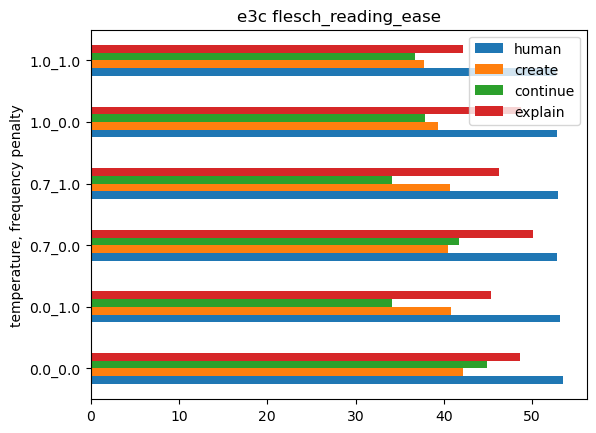 e3c flesch_reading_ease
human
create
continue
explain
temperature, frequency penalty
1.0_1.0
1.0_0.0
0.7_1.0
0.7_0.0
0.0_1.0
0.0_0.0
0 10 20 30 40 50